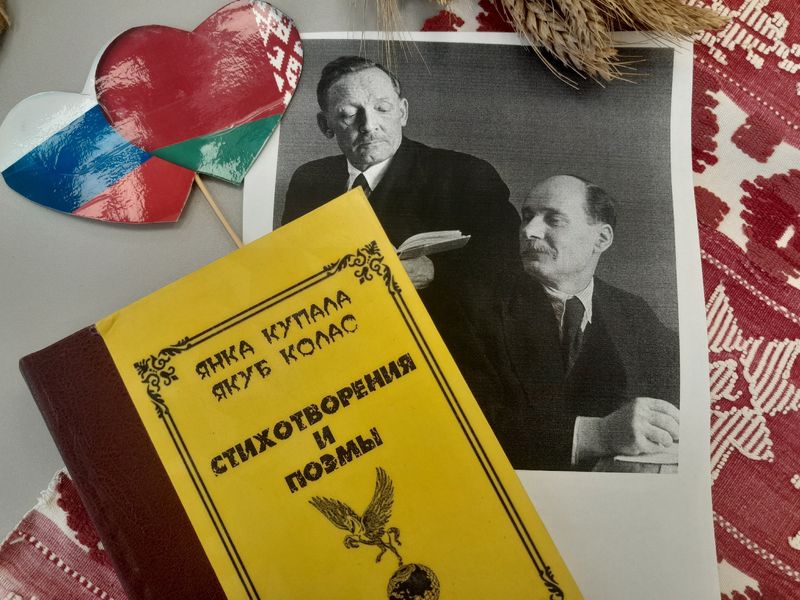 ЯНКА КУПАЛА
ЯКУБ КОЛАС
СТИХОТВОРЕНИЯ
И
ПОЭМЫ